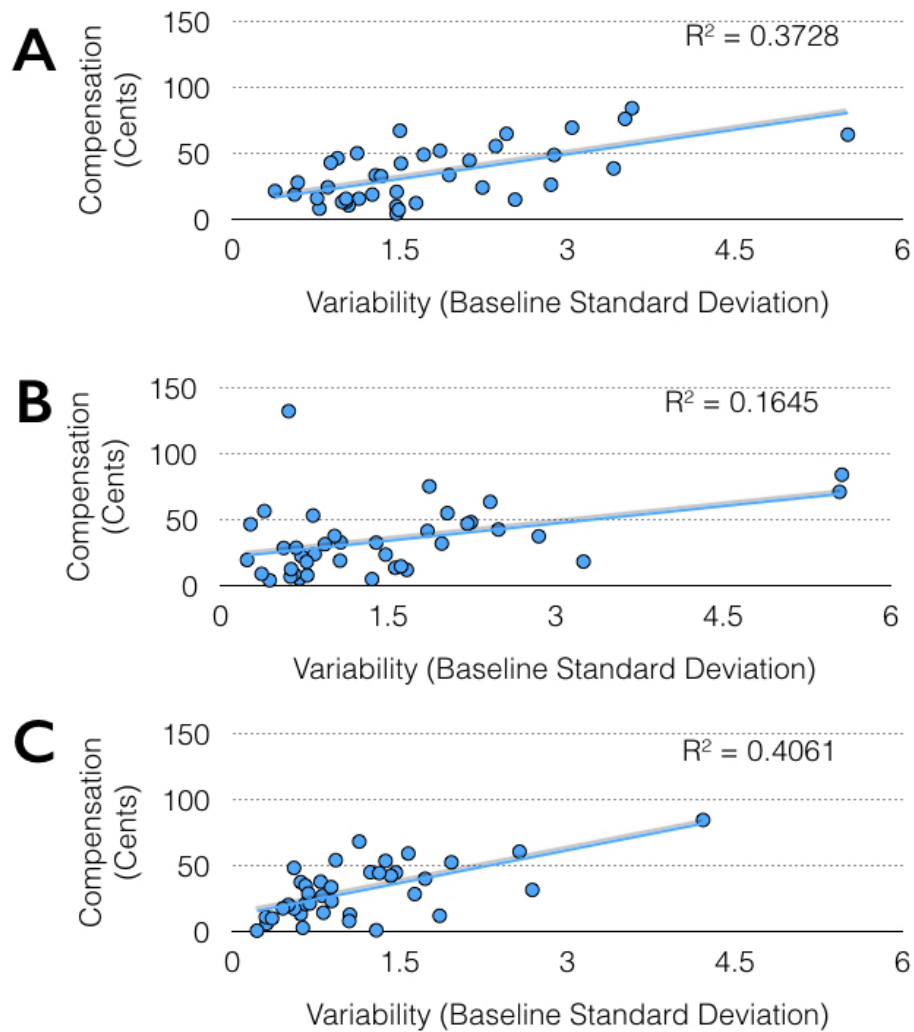 A
Compensation
(Cents)
150
100
50
0
R² = 0.3728
0 1.5 3 4.5 6
Variability (Baseline Standard Deviation)
B
Compensation
(Cents)
150
100
50
0
R² = 0.1645
0 1.5 3 4.5 6
Variability (Baseline Standard Deviation)
C
Compensation
(Cents)
150
100
50
0
R² = 0.4061
0 1.5 3 4.5 6
Variability (Baseline Standard Deviation)